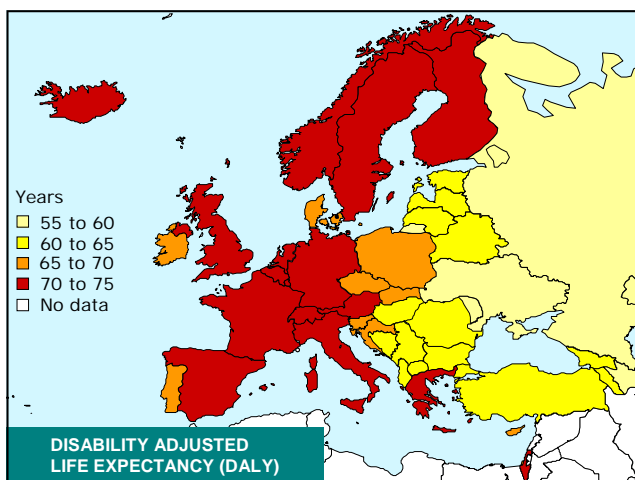 Years
55 to 60
60 to 65
65 to 70
70 to 75
No data
DISABILITY ADJUSTED
LIFE EXPECTANCY (DALY)